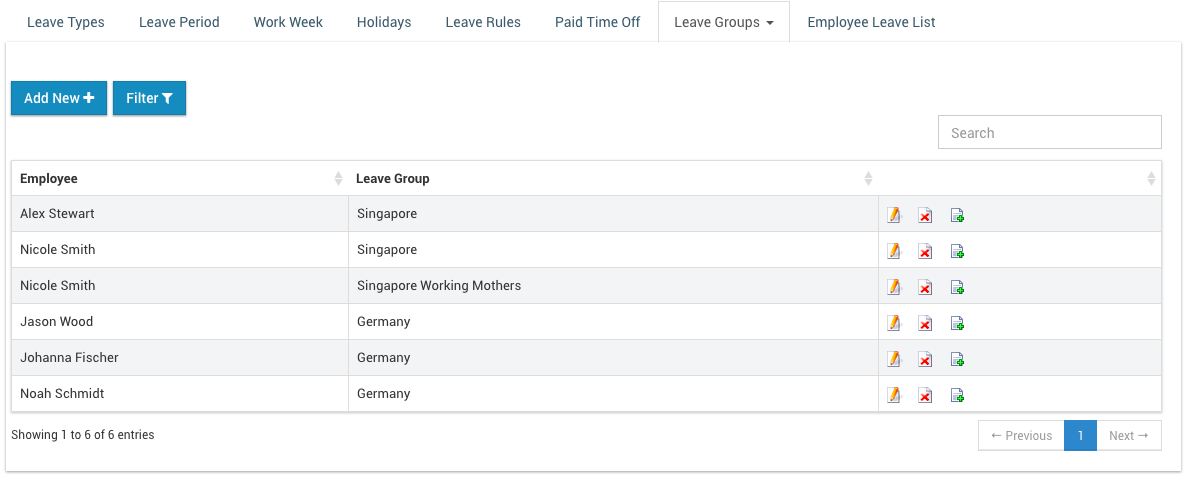 Leave Types Leave Period Work Week Holidays Leave Rules Paid Time Off Leave Groups Employee Leave List
Add New Filter
Search
Employee Leave Group
Alex Stewart Singapore
Nicole Smith Singapore
Nicole Smith Singapore Working Mothers
Jason Wood Germany
Johanna Fischer Germany
Noah Schmidt Germany
Showing 1 to 6 of 6 entries ← Previous 1 Next →